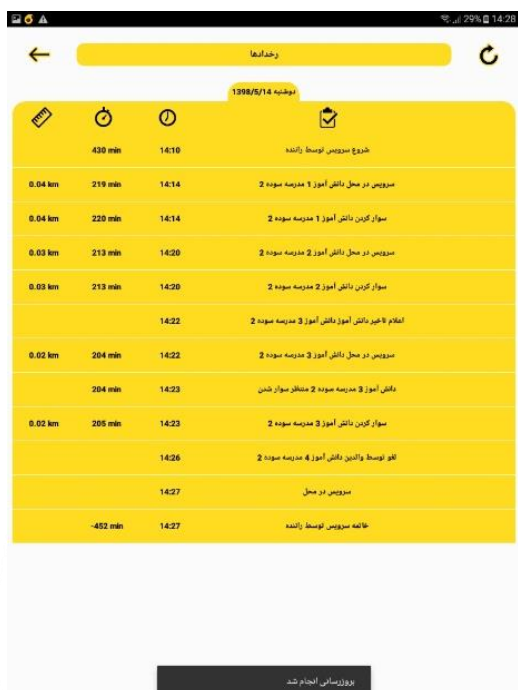 29% 14:28
رخدادها
دوشنبه 1398/5/14
شروع سرویس توسط راننده 14:10 430 min
سرویس در محل دانش آموز 1 مدرسه سوده 2 14:14 219 min 0.04 km
سوار کردن دانش آموز 1 مدرسه سوده 2 14:14 220 min 0.04 km
سرویس در محل دانش آموز 2 مدرسه سوده 2 14:20 213 min 0.03 km
سوار کردن دانش آموز 2 مدرسه سوده 2 14:20 213 min 0.03 km
اعلام تاخیر دانش آموز دانش آموز 3 مدرسه سوده 2 14:22
سرویس در محل دانش آموز 3 مدرسه سوده 2 14:22 204 min 0.02 km
دانش آموز 3 مدرسه سوده 2 منتظر سوار شدن 14:23 204 min
سوار کردن دانش آموز 3 مدرسه سوده 2 14:23 205 min 0.02 km
لغو توسط والدین دانش آموز 4 مدرسه سوده 2 14:26
سرویس در محل 14:27
خاتمه سرویس توسط راننده 14:27 -452 min
بروزرسانی انجام شد